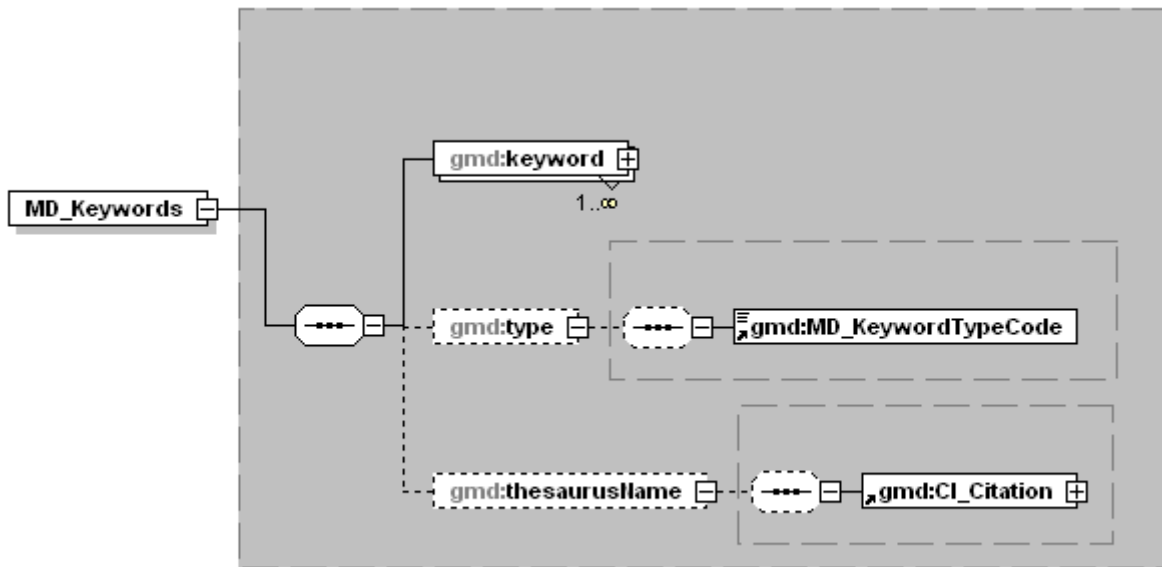 gmd:keyword
1..∞
MD_Keywords
gmd:type
gmd:MD_KeywordTypeCode
gmd:thesaurusName
gmd:CI_Citation